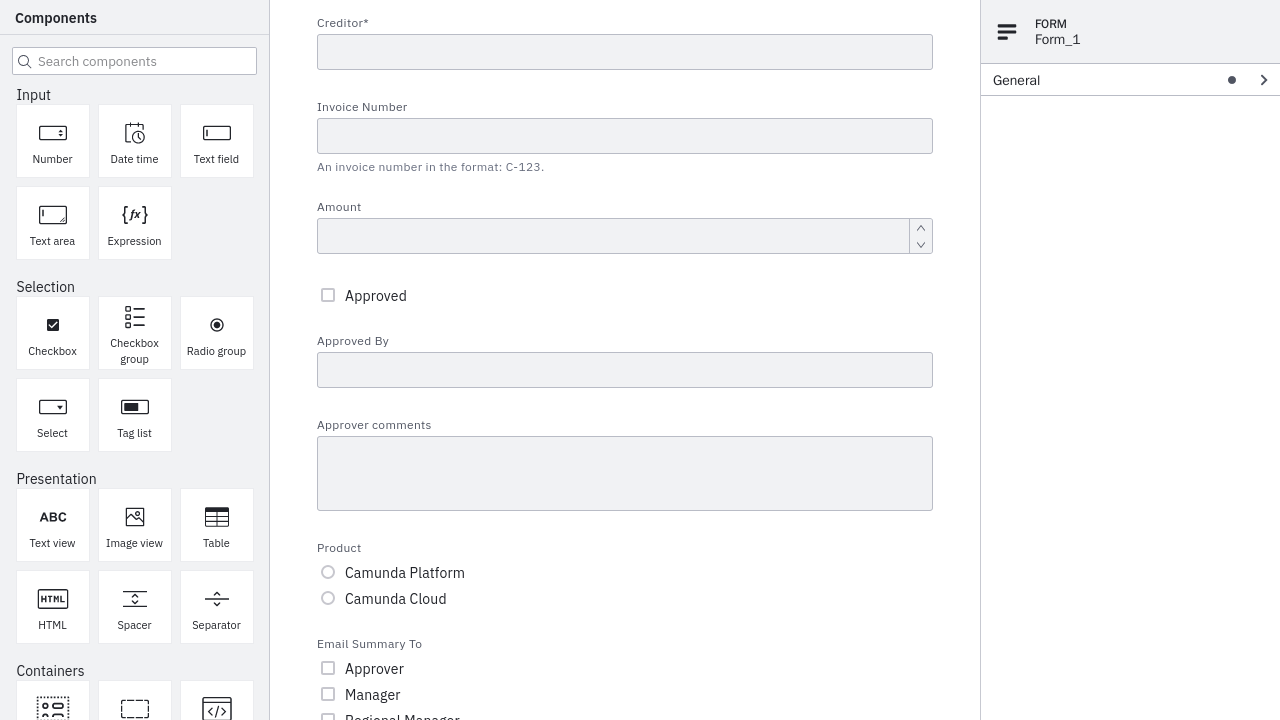 Components
Search components
Input
Number
Date time
Text field
Text area
Expression
Selection
Checkbox
Checkbox
group
Radio group
Select
Tag list
Presentation
ABC
Text view
Image view
Table
HTML
HTML
Spacer
Separator
Containers
Creditor*
Invoice Number
An invoice number in the format: C-123.
Amount
Approved
Approved By
Approver comments
Product
Camunda Platform
Camunda Cloud
Email Summary To
Approver
Manager
Regional Manager
FORM
Form_1
General